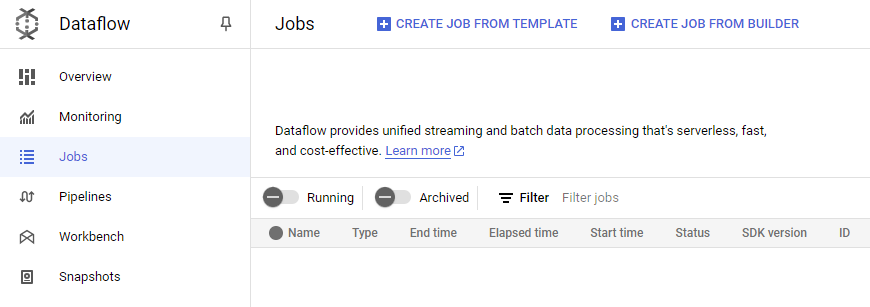 Dataflow
Overview
Monitoring
Jobs
Pipelines
Workbench
Snapshots
Jobs
CREATE JOB FROM TEMPLATE
CREATE JOB FROM BUILDER
Dataflow provides unified streaming and batch data processing that's serverless, fast,
and cost-effective. Learn more
Running
Archived
Filter Filter jobs
Name Type End time Elapsed time Start time Status SDK version ID